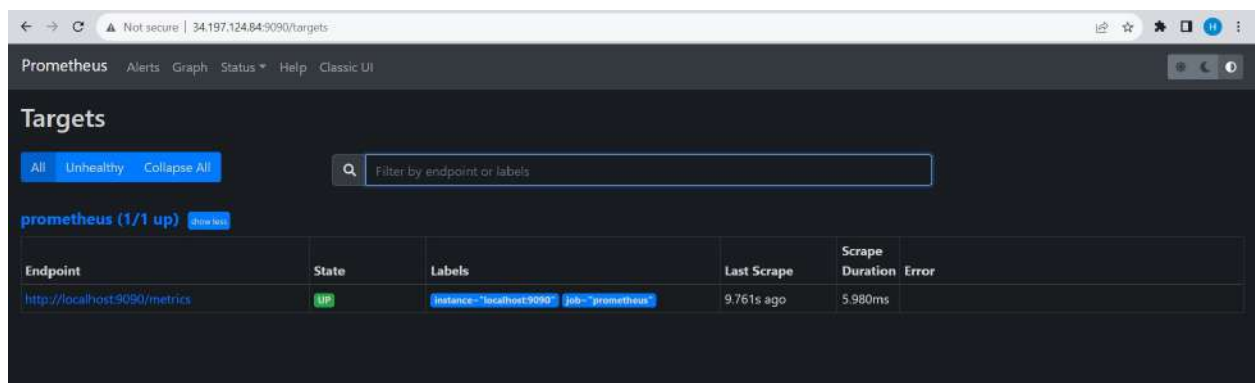 Not secure | 34.197.124.84:9090/targets
H
Prometheus Alerts Graph Status Help Classic UI
Targets
All Unhealthy Collapse All
Filter by endpoint or labels
prometheus (1/1 up) show less
Endpoint State Labels Last Scrape Scrape Duration Error
http://localhost:9090/metrics UP instance="localhost:9090" job="prometheus" 9.761s ago 5.980ms